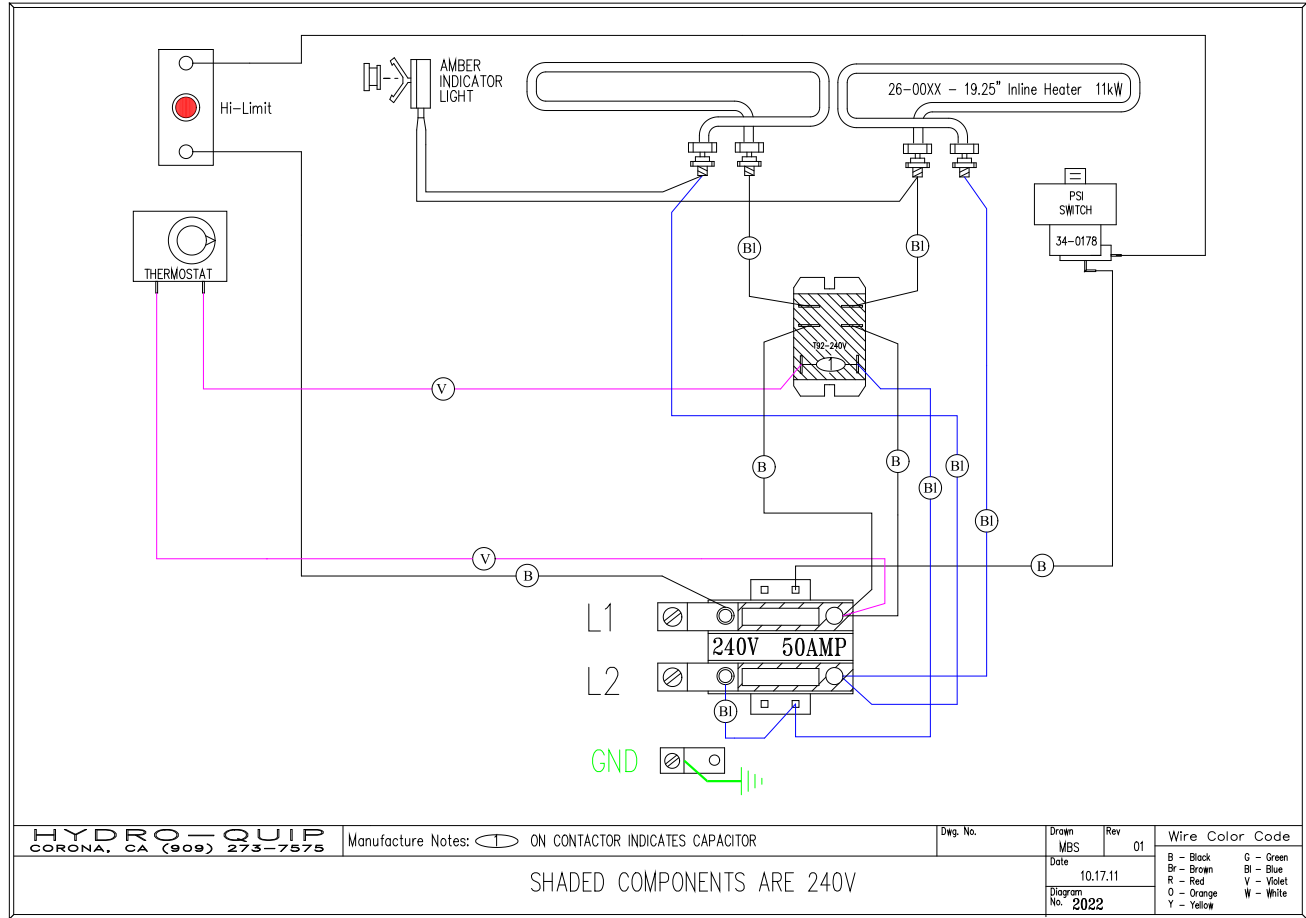 AMBER
INDICATOR
LIGHT
Hi-Limit
26-00XX - 19.25" Inline Heater 11kW
PSI
SWITCH
34-0178
THERMOSTAT
Bl
Bl
T92-240V
1
V
B
B
Bl
Bl
Bl
V
B
B
L1
240V 50AMP
L2
Bl
GND
HYDRO-QUIP
CORONA, CA (909) 273-7575
Manufacture Notes: 1 ON CONTACTOR INDICATES CAPACITOR
SHADED COMPONENTS ARE 240V
Dwg. No.
Drawn
MBS
Rev
01
Date
10.17.11
Diagram
No. 2022
Wire Color Code
B - Black G - Green
Br - Brown Bl - Blue
R - Red V - Violet
O - Orange W - White
Y - Yellow